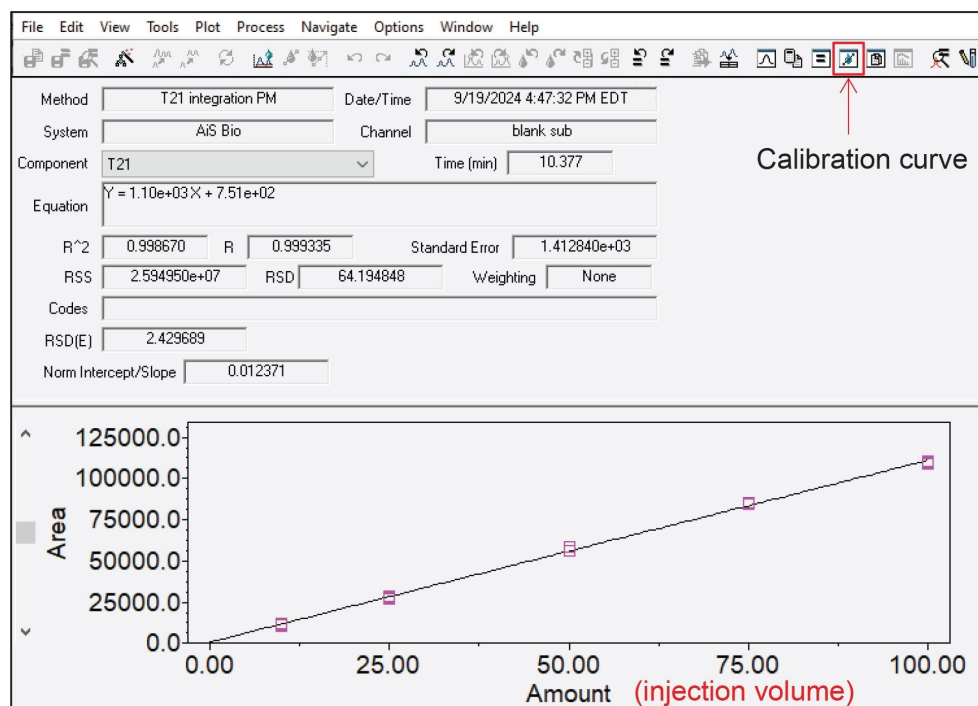 File Edit View Tools Plot Process Navigate Options Window Help
Method T21 integration PM Date/Time 9/19/2024 4:47:32 PM EDT
System AiS Bio Channel blank sub
Component T21 Time (min) 10.377
Calibration curve
Equation Y = 1.10e+03 X + 7.51e+02
R^2 0.998670 R 0.999335 Standard Error 1.412840e+03
RSS 2.594950e+07 RSD 64.194848 Weighting None
Codes
RSD(E) 2.429689
Norm Intercept/Slope 0.012371
125000.0
100000.0
75000.0
50000.0
25000.0
0.0
Area
0.00 25.00 50.00 75.00 100.00
Amount (injection volume)